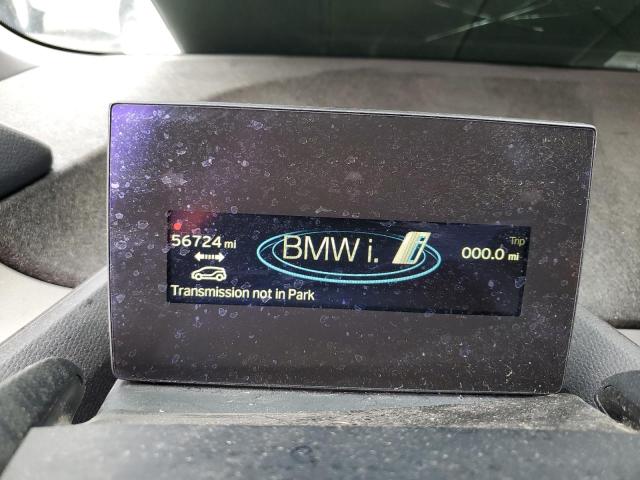 Trip
56724 mi
BMW i.
000.0 mi
Transmission not in Park